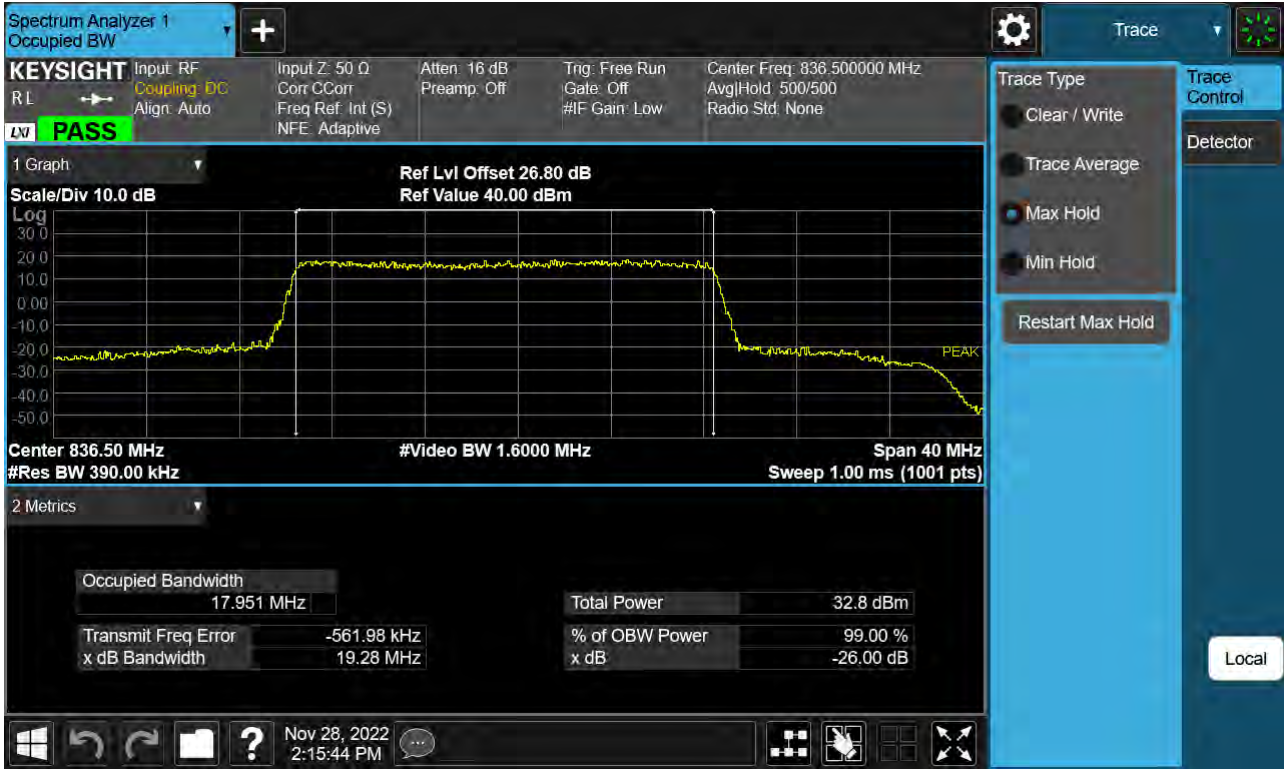 Spectrum Analyzer 1
Occupied BW
+
Trace
KEYSIGHT
R L
LXI PASS
Input: RF
Coupling: DC
Align: Auto
Input Z: 50 Ω
Corr CCorr
Freq Ref: Int (S)
NFE: Adaptive
Atten: 16 dB
Preamp: Off
Trig: Free Run
Gate: Off
#IF Gain: Low
Center Freq: 836.500000 MHz
Avg|Hold: 500/500
Radio Std: None
1 Graph
Scale/Div 10.0 dB
Ref Lvl Offset 26.80 dB
Ref Value 40.00 dBm
Log
30.0
20.0
10.0
0.00
-10.0
-20.0
-30.0
-40.0
-50.0
PEAK
Center 836.50 MHz
#Res BW 390.00 kHz
#Video BW 1.6000 MHz
Span 40 MHz
Sweep 1.00 ms (1001 pts)
2 Metrics
Occupied Bandwidth
17.951 MHz
Transmit Freq Error -561.98 kHz
x dB Bandwidth 19.28 MHz
Total Power 32.8 dBm
% of OBW Power 99.00 %
x dB -26.00 dB
?
Nov 28, 2022
2:15:44 PM
Trace Type
Clear / Write
Trace Average
Max Hold
Min Hold
Restart Max Hold
Trace
Control
Detector
Local